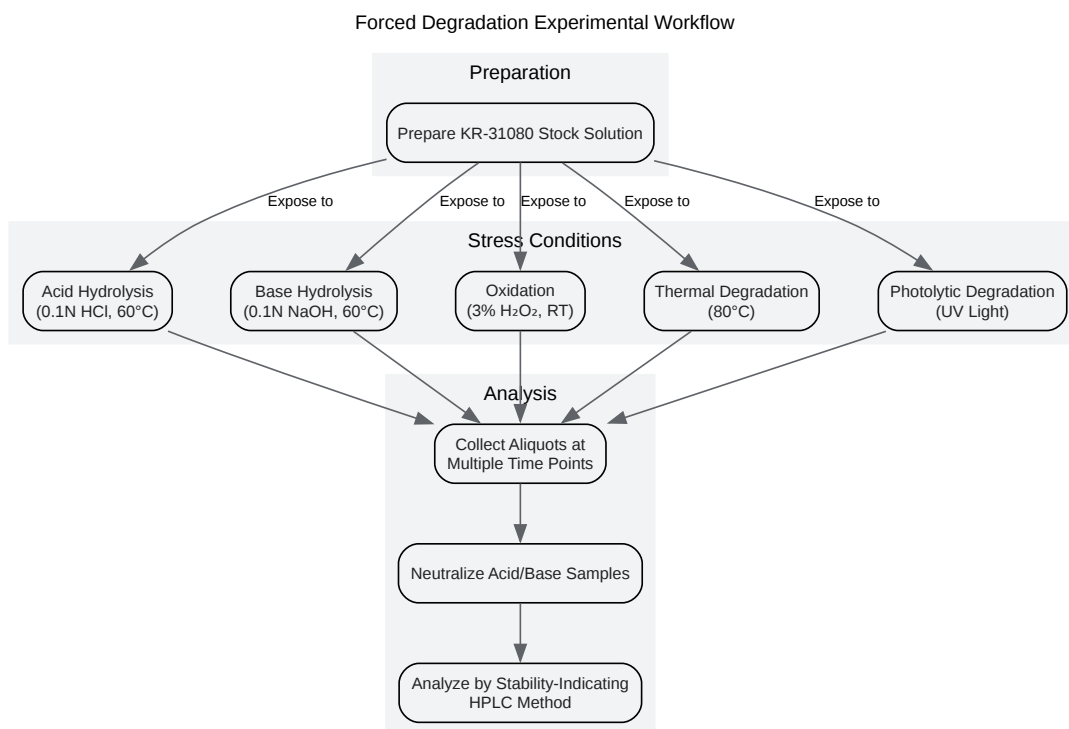 Forced Degradation Experimental Workflow
Preparation
Prepare KR-31080 Stock Solution
Expose to
Expose to
Expose to
Expose to
Expose to
Stress Conditions
Acid Hydrolysis
(0.1N HCl, 60°C)
Base Hydrolysis
(0.1N NaOH, 60°C)
Oxidation
(3% H₂O₂, RT)
Thermal Degradation
(80°C)
Photolytic Degradation
(UV Light)
Analysis
Collect Aliquots at
Multiple Time Points
Neutralize Acid/Base Samples
Analyze by Stability-Indicating
HPLC Method